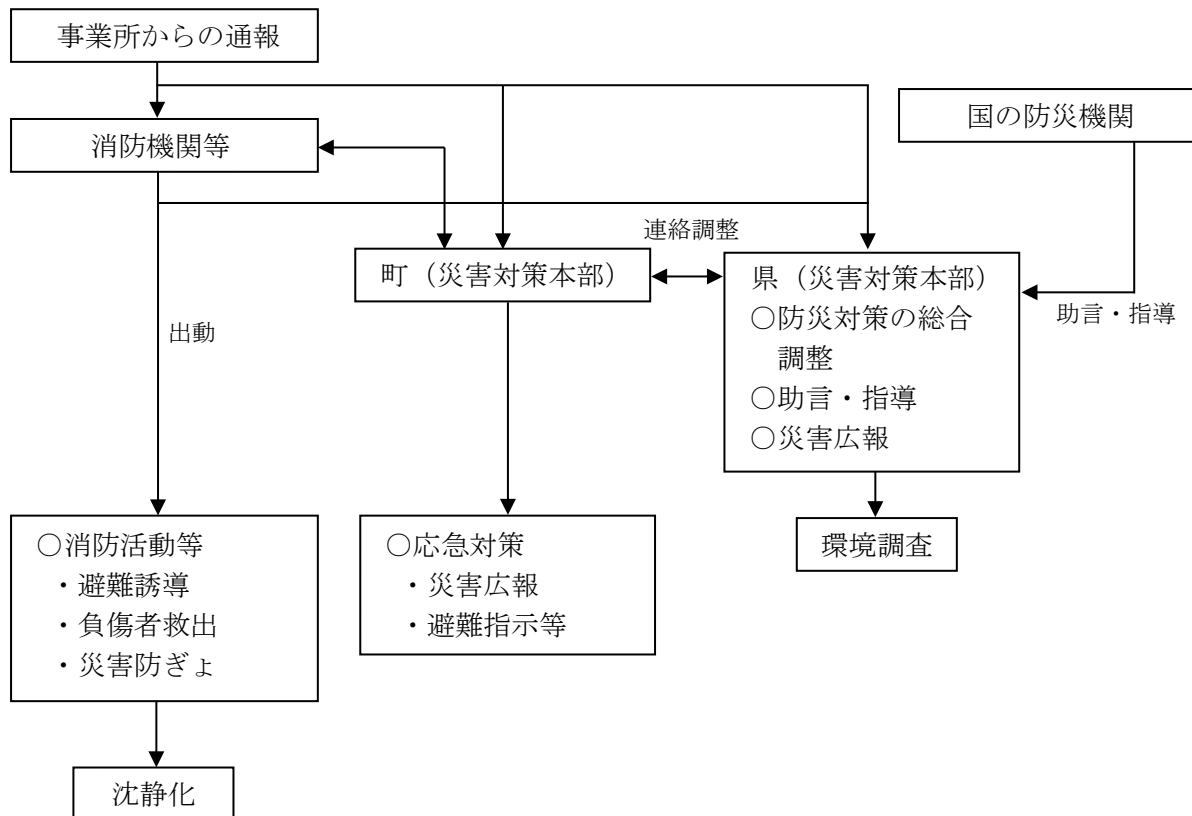 事業所からの通報
消防機関等
国の防災機関
連絡調整
町（災害対策本部）
県（災害対策本部）
○防災対策の総合
調整
○助言・指導
○災害広報
助言・指導
出動
○消防活動等
・避難誘導
・負傷者救出
・災害防ぎょ
○応急対策
・災害広報
・避難指示等
環境調査
沈静化